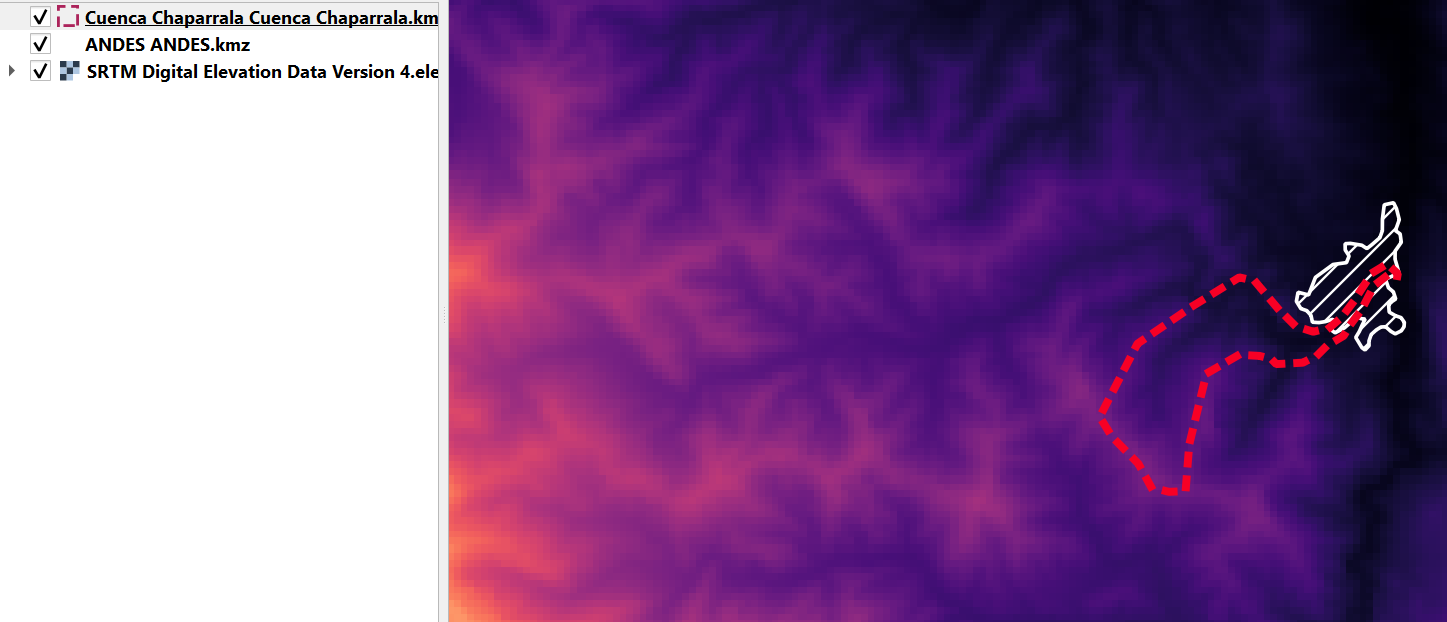 Cuenca Chaparrala Cuenca Chaparrala.km
ANDES ANDES.kmz
SRTM Digital Elevation Data Version 4.ele